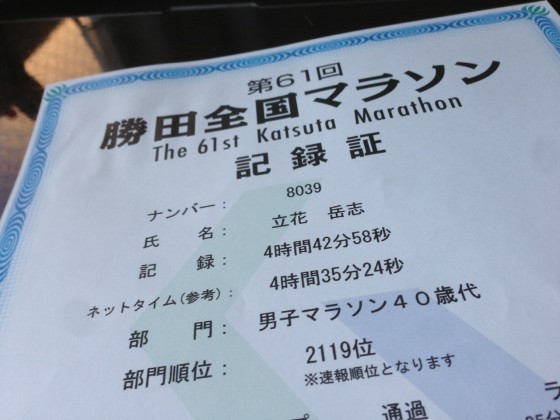 第61回
勝田全国マラソン
The 61st Katsuta Marathon
記録証
ナンバー： 8039
氏 名： 立花 岳志
記 録： 4時間42分58秒
ネットタイム(参考)： 4時間35分24秒
部 門： 男子マラソン４０歳代
部門順位： 2119位
※速報順位となります
通過